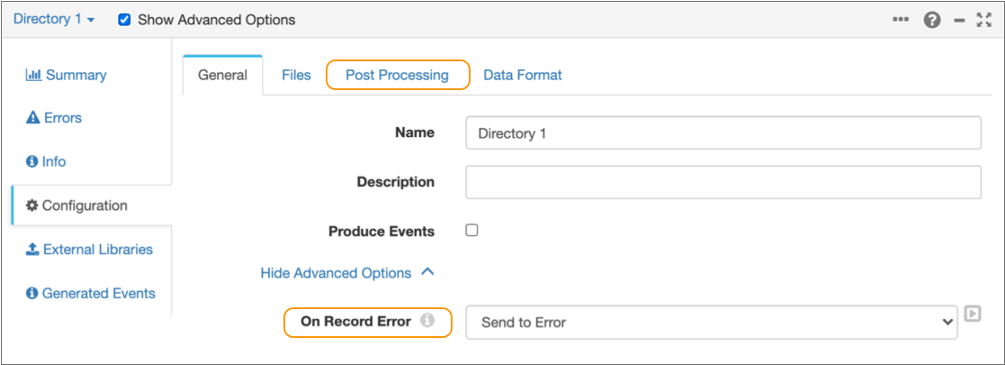 Directory 1
Show Advanced Options
Summary
Errors
Info
Configuration
External Libraries
Generated Events
General Files Post Processing Data Format
Name Directory 1
Description
Produce Events
Hide Advanced Options
On Record Error Send to Error